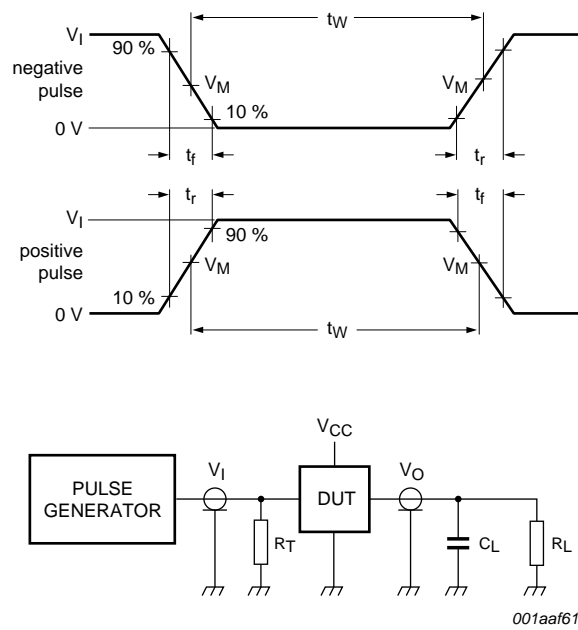 V_I
t_W
90 %
negative
pulse
V_M
V_M
10 %
0 V
t_f
t_r
t_r
t_f
V_I
90 %
positive
pulse
V_M
V_M
10 %
0 V
t_W
V_CC
V_I
V_O
PULSE
GENERATOR
DUT
R_T
C_L
R_L
001aaf61